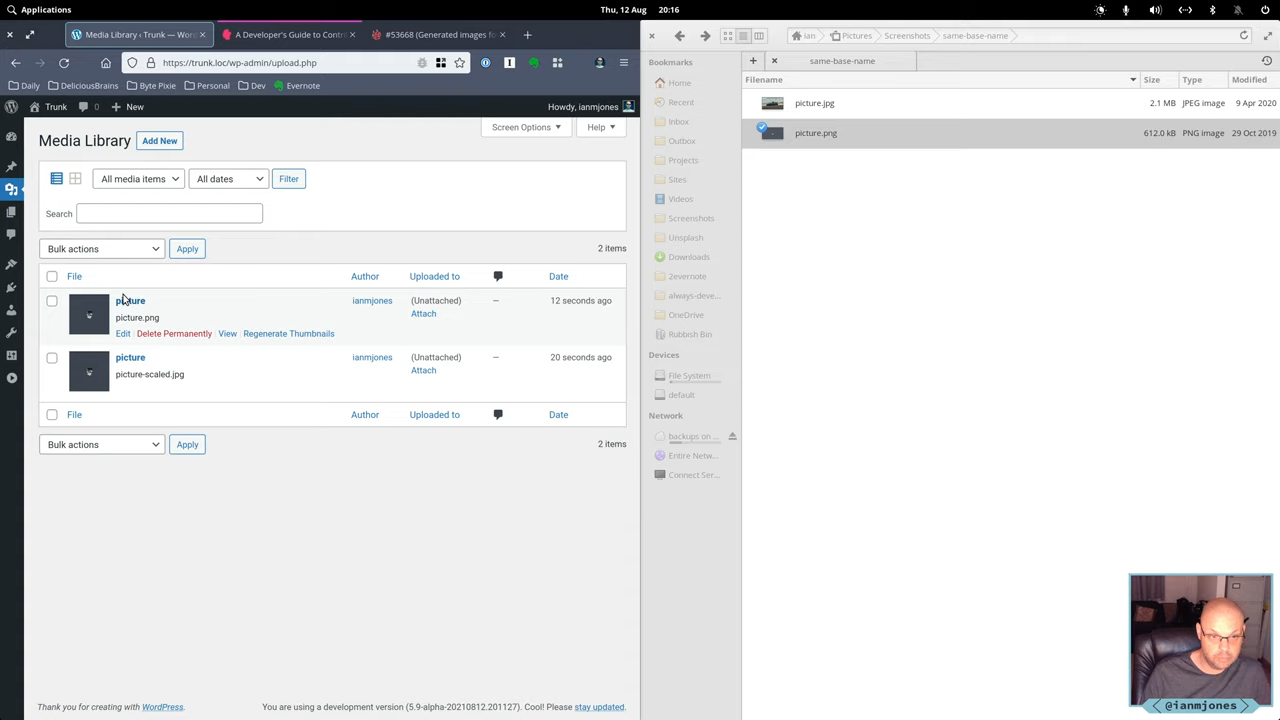 Applications
Thu, 12 Aug 20:16
Media Library ‹ Trunk — Wor
A Developer's Guide to Contri
#53668 (Generated images fo
https://trunk.loc/wp-admin/upload.php
Daily DeliciousBrains Byte Pixie Personal Dev Evernote
Trunk 0 New Howdy, ianmjones
Media Library Add New Screen Options Help
All media items All dates Filter
Search
Bulk actions Apply 2 items
File Author Uploaded to Date
picture ianmjones (Unattached) — 12 seconds ago
picture.png Attach
Edit | Delete Permanently | View | Regenerate Thumbnails
picture ianmjones (Unattached) — 20 seconds ago
picture-scaled.jpg Attach
File Author Uploaded to Date
Bulk actions Apply 2 items
Thank you for creating with WordPress. You are using a development version (5.9-alpha-20210812.201127). Cool! Please stay updated.
ian Pictures Screenshots same-base-name
Bookmarks
Home
Recent
Inbox
Outbox
Projects
Sites
Videos
Screenshots
Unsplash
Downloads
2evernote
always-deve...
OneDrive
Rubbish Bin
Devices
File System
default
Network
backups on ...
Entire Netw...
Connect Ser...
same-base-name
Filename Size Type Modified
picture.jpg 2.1 MB JPEG image 9 Apr 2020
picture.png 612.0 kB PNG image 29 Oct 2019
< @ianmjones >